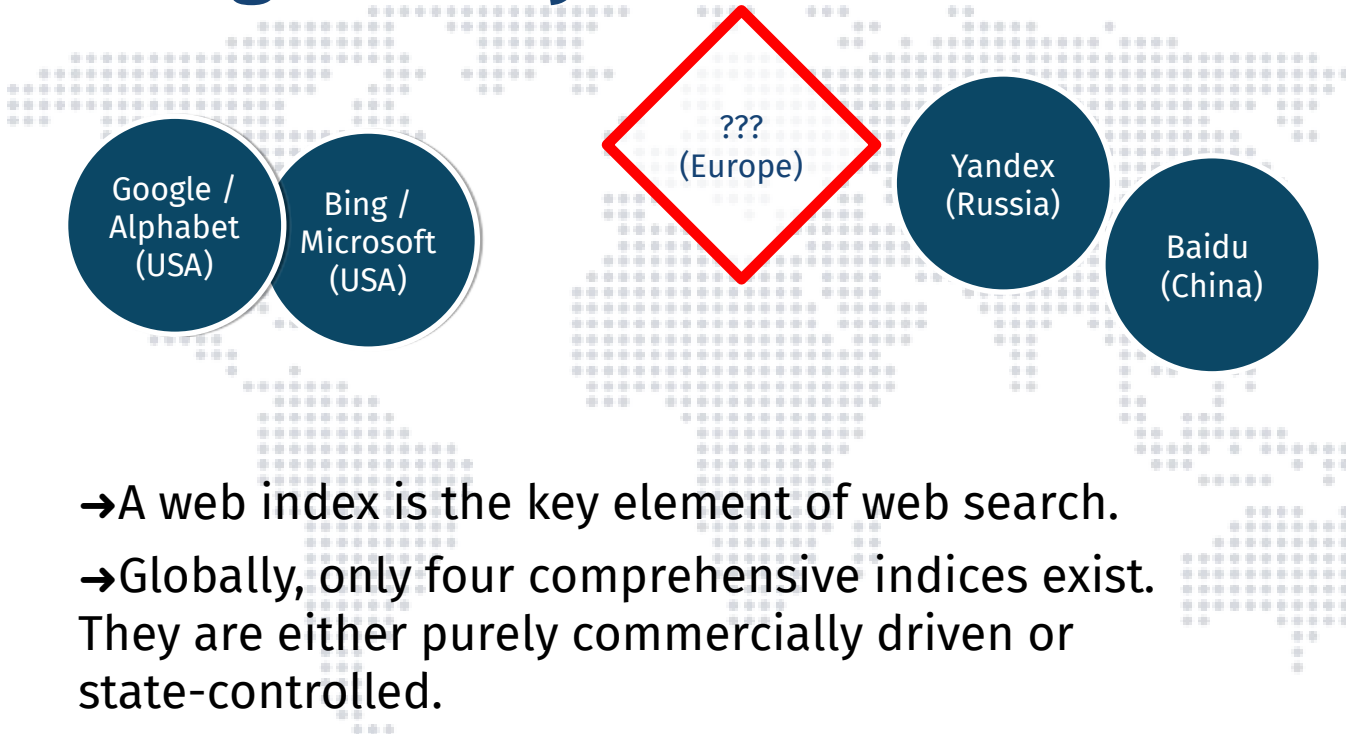 ???
(Europe)
Google /
Alphabet
(USA)
Bing /
Microsoft
(USA)
Yandex
(Russia)
Baidu
(China)
➜A web index is the key element of web search.
➜Globally, only four comprehensive indices exist.
They are either purely commercially driven or
state-controlled.